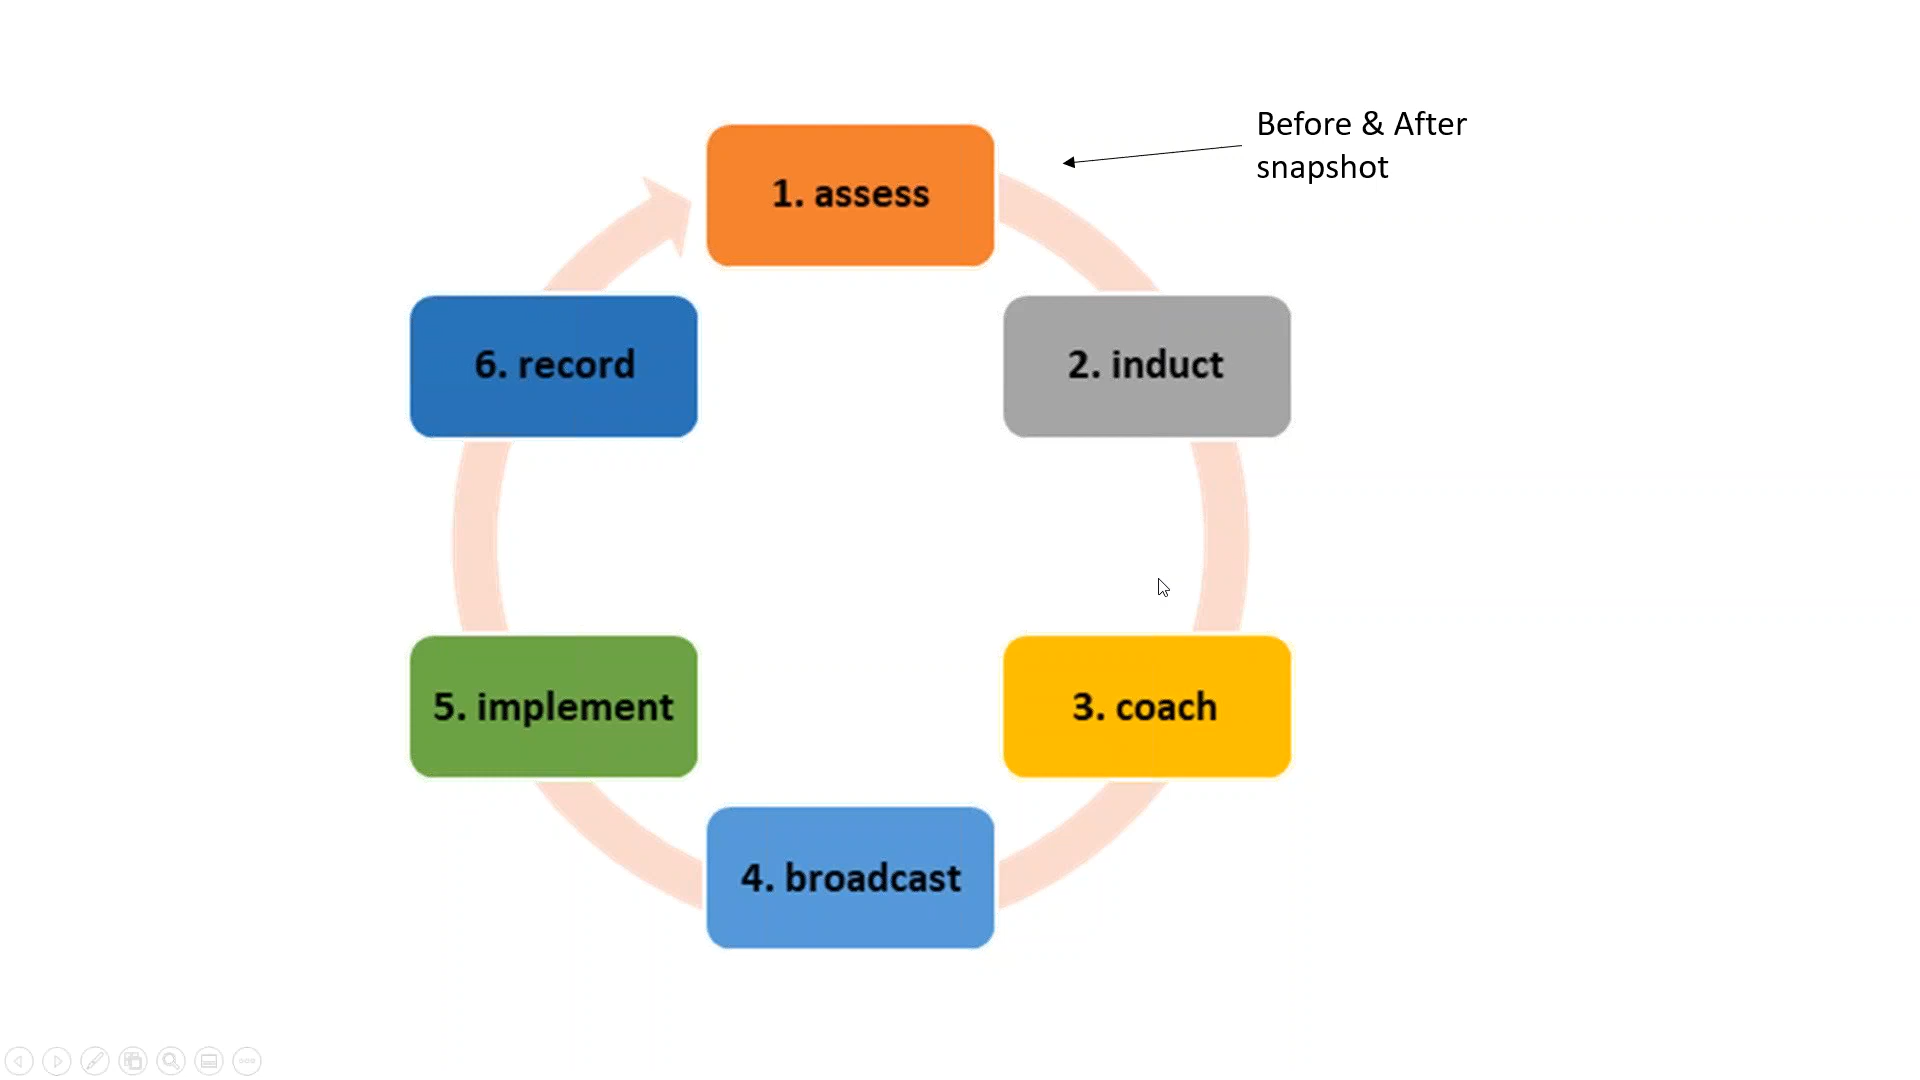 Before & After
snapshot
1. assess
2. induct
3. coach
4. broadcast
5. implement
6. record